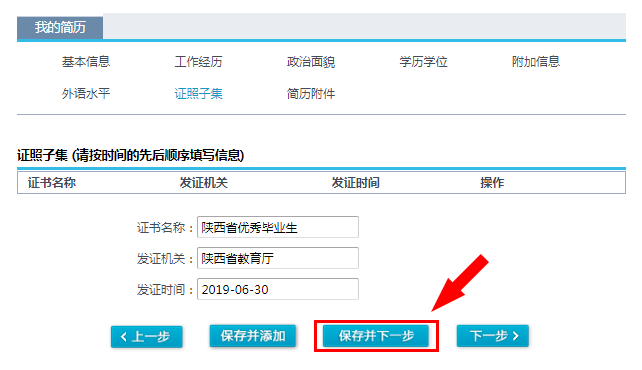 我的简历
基本信息 工作经历 政治面貌 学历学位 附加信息
外语水平 证照子集 简历附件
证照子集 (请按时间的先后顺序填写信息)
证书名称 发证机关 发证时间 操作
证书名称：陕西省优秀毕业生
发证机关：陕西省教育厅
发证时间：2019-06-30
上一步 保存并添加 保存并下一步 下一步